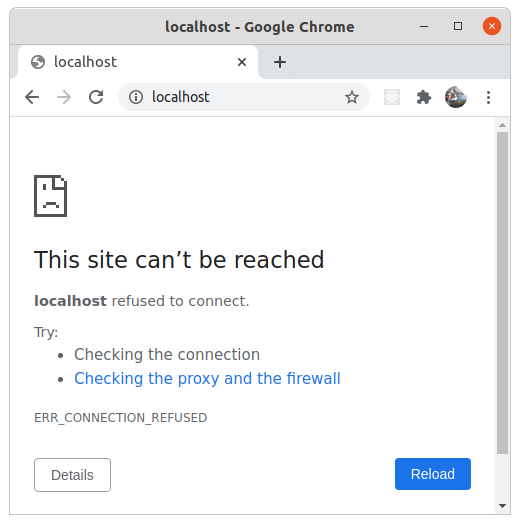 localhost - Google Chrome
localhost
localhost
This site can’t be reached
localhost refused to connect.
Try:
Checking the connection
Checking the proxy and the firewall
ERR_CONNECTION_REFUSED
Details
Reload